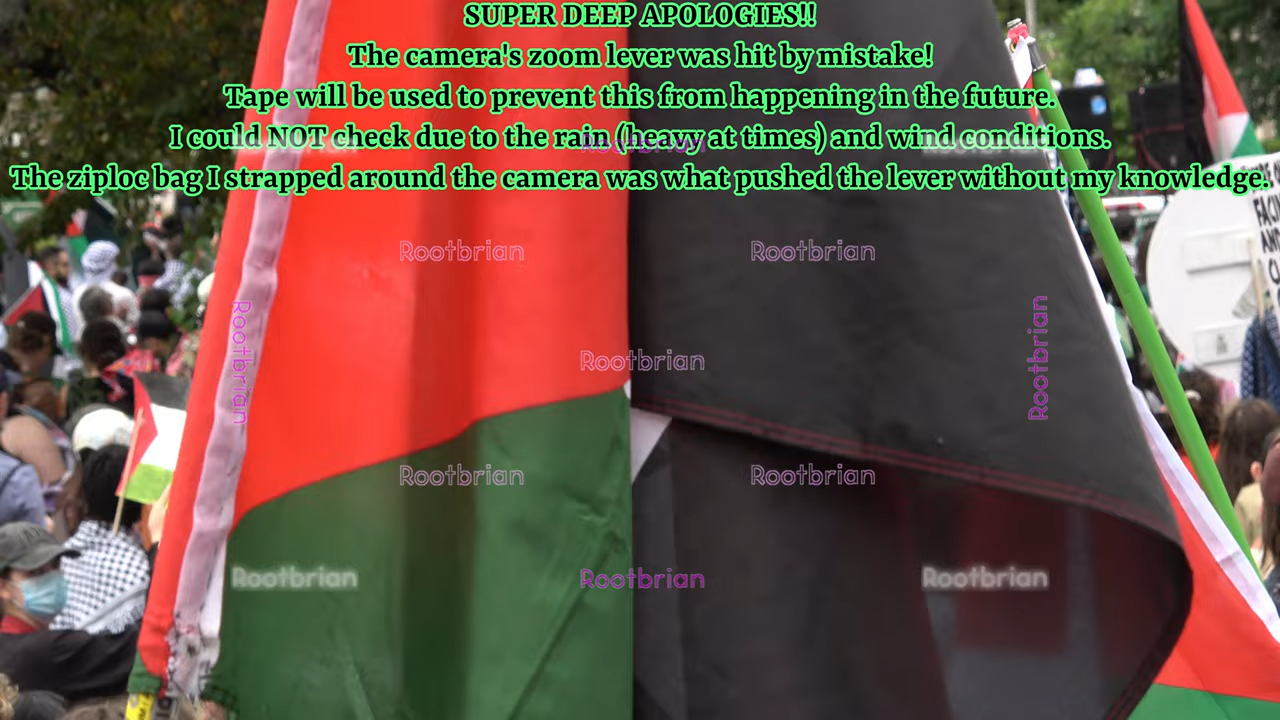 SUPER DEEP APOLOGIES!!
The camera's zoom lever was hit by mistake!
Tape will be used to prevent this from happening in the future.
I could NOT check due to the rain (heavy at times) and wind conditions.
The ziploc bag I strapped around the camera was what pushed the lever without my knowledge.
Rootbrian
Rootbrian
Rootbrian
Rootbrian
Rootbrian
Rootbrian
Rootbrian
Rootbrian
Rootbrian
Rootbrian
Rootbrian
Rootbrian